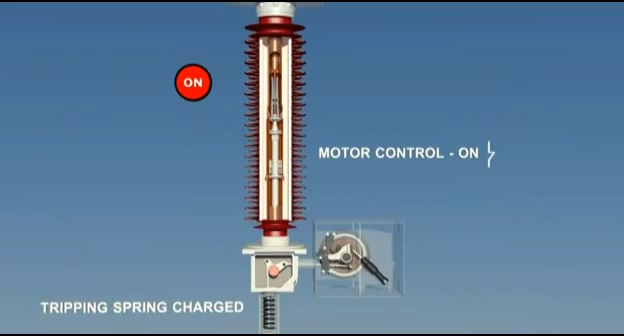 ON
MOTOR CONTROL - ON
TRIPPING SPRING CHARGED